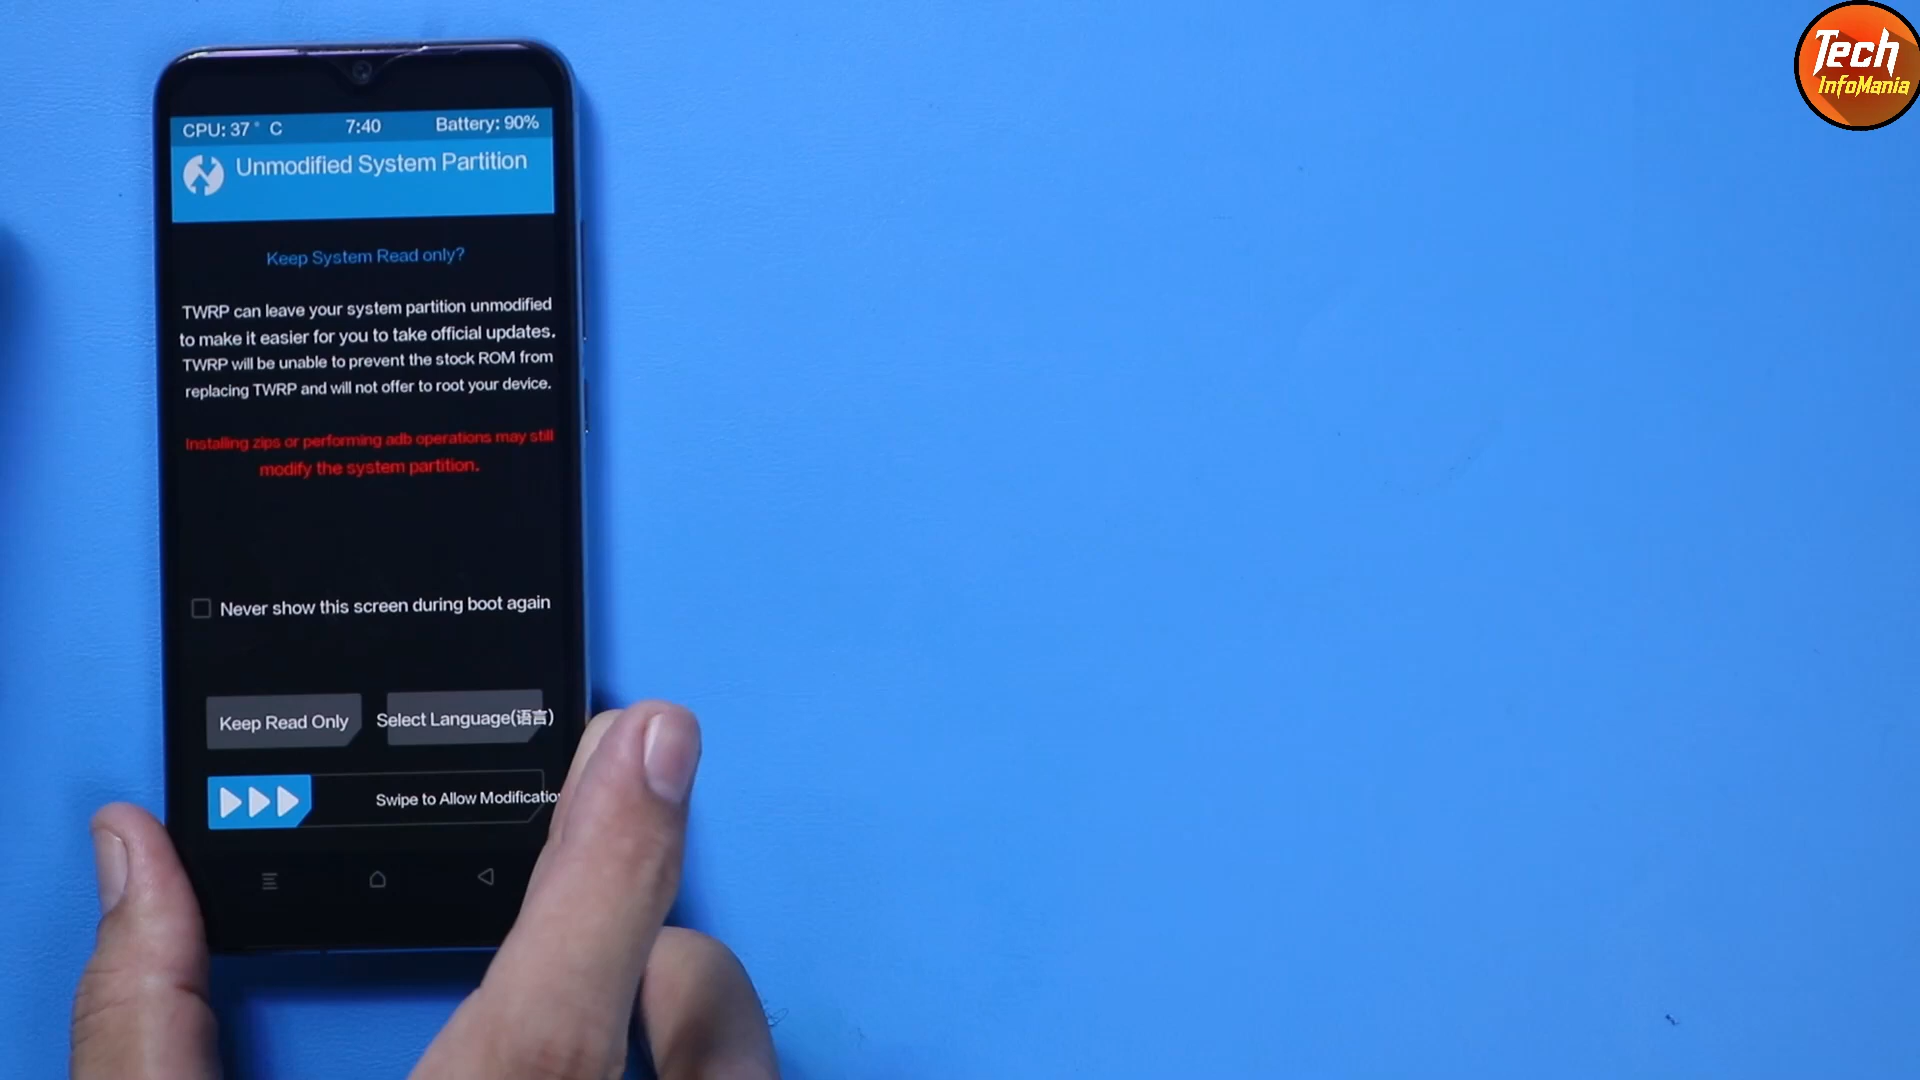 Tech
InfoMania
CPU: 37 ° C 7:40 Battery: 90%
Unmodified System Partition
Keep System Read only?
TWRP can leave your system partition unmodified
to make it easier for you to take official updates.
TWRP will be unable to prevent the stock ROM from
replacing TWRP and will not offer to root your device.
Installing zips or performing adb operations may still
modify the system partition.
Never show this screen during boot again
Keep Read Only Select Language(语言)
Swipe to Allow Modificatio